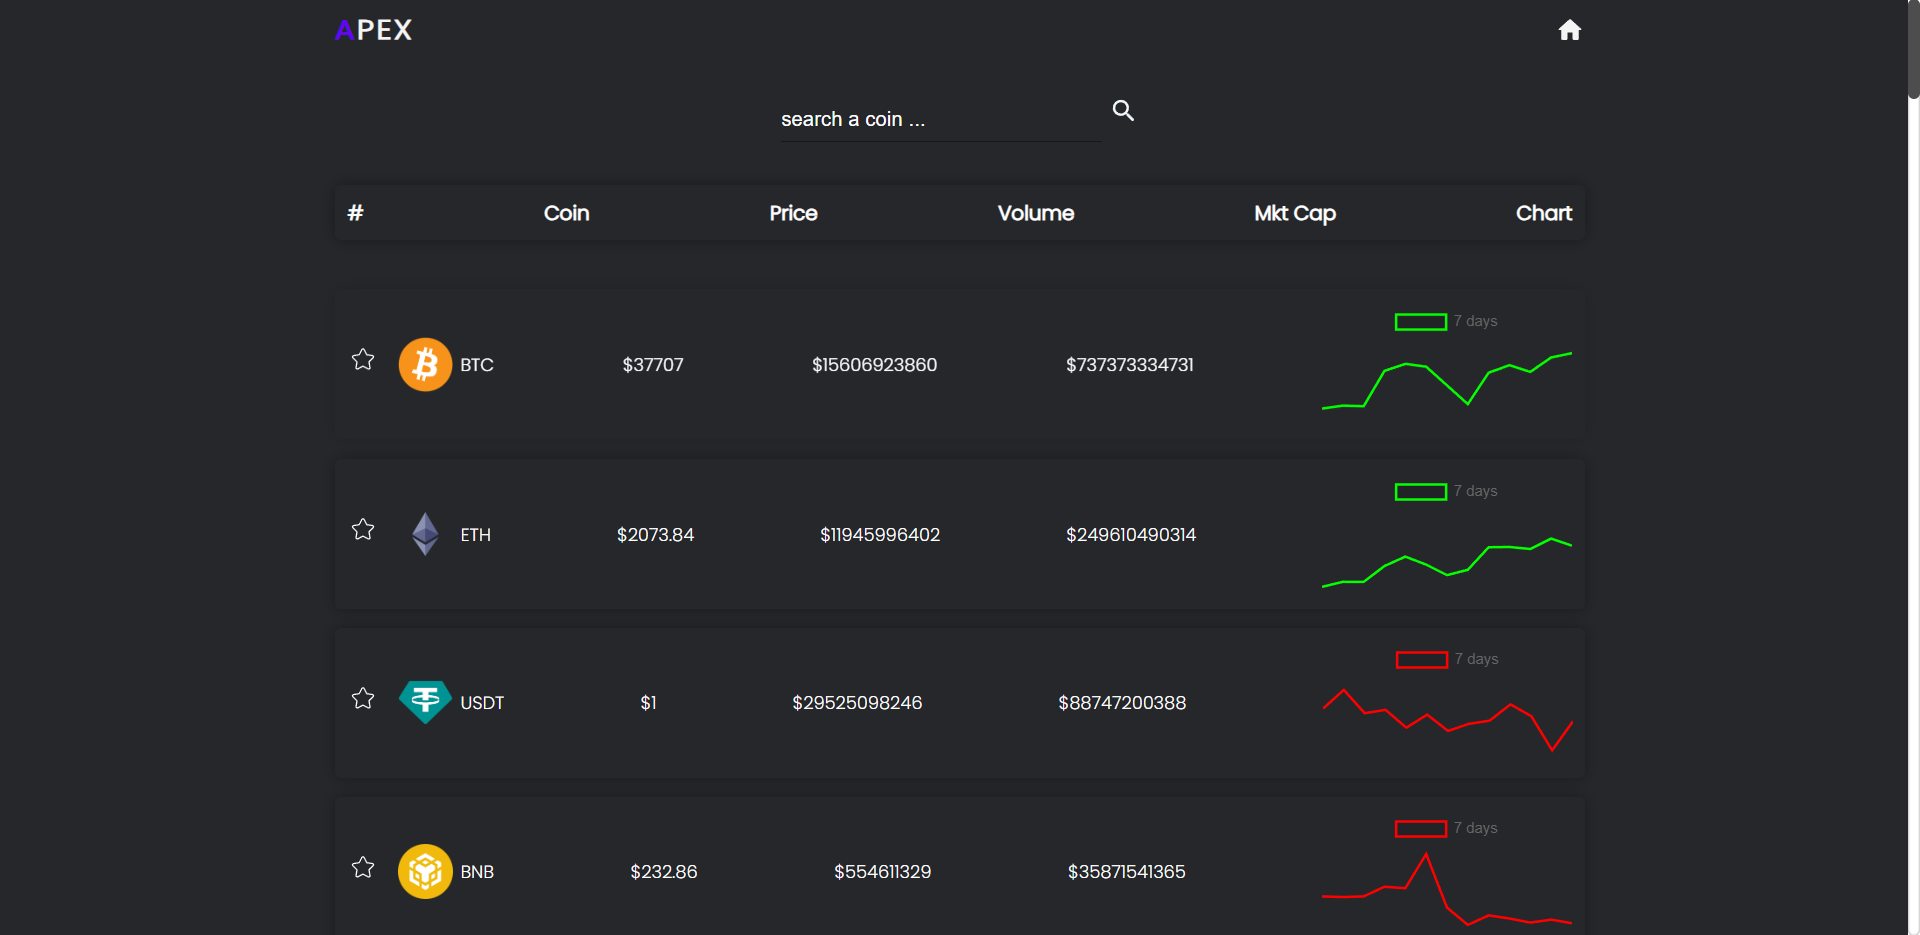 APEX
search a coin ...
# Coin Price Volume Mkt Cap Chart
7 days
BTC $37707 $15606923860 $737373334731
7 days
ETH $2073.84 $11945996402 $249610490314
7 days
USDT $1 $29525098246 $88747200388
7 days
BNB $232.86 $554611329 $35871541365